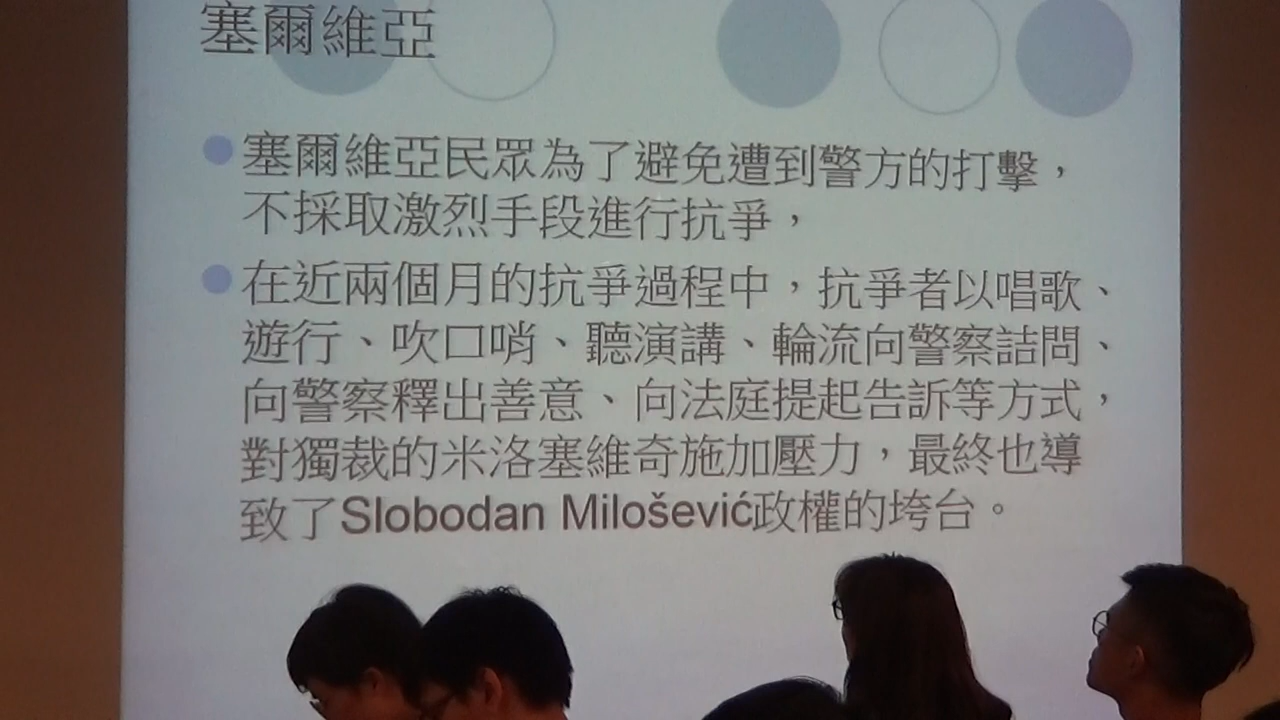 塞爾維亞
塞爾維亞民眾為了避免遭到警方的打擊，
不採取激烈手段進行抗爭，
在近兩個月的抗爭過程中，抗爭者以唱歌、
遊行、吹口哨、聽演講、輪流向警察詰問、
向警察釋出善意、向法庭提起告訴等方式，
對獨裁的米洛塞維奇施加壓力，最終也導
致了Slobodan Milošević政權的垮台。